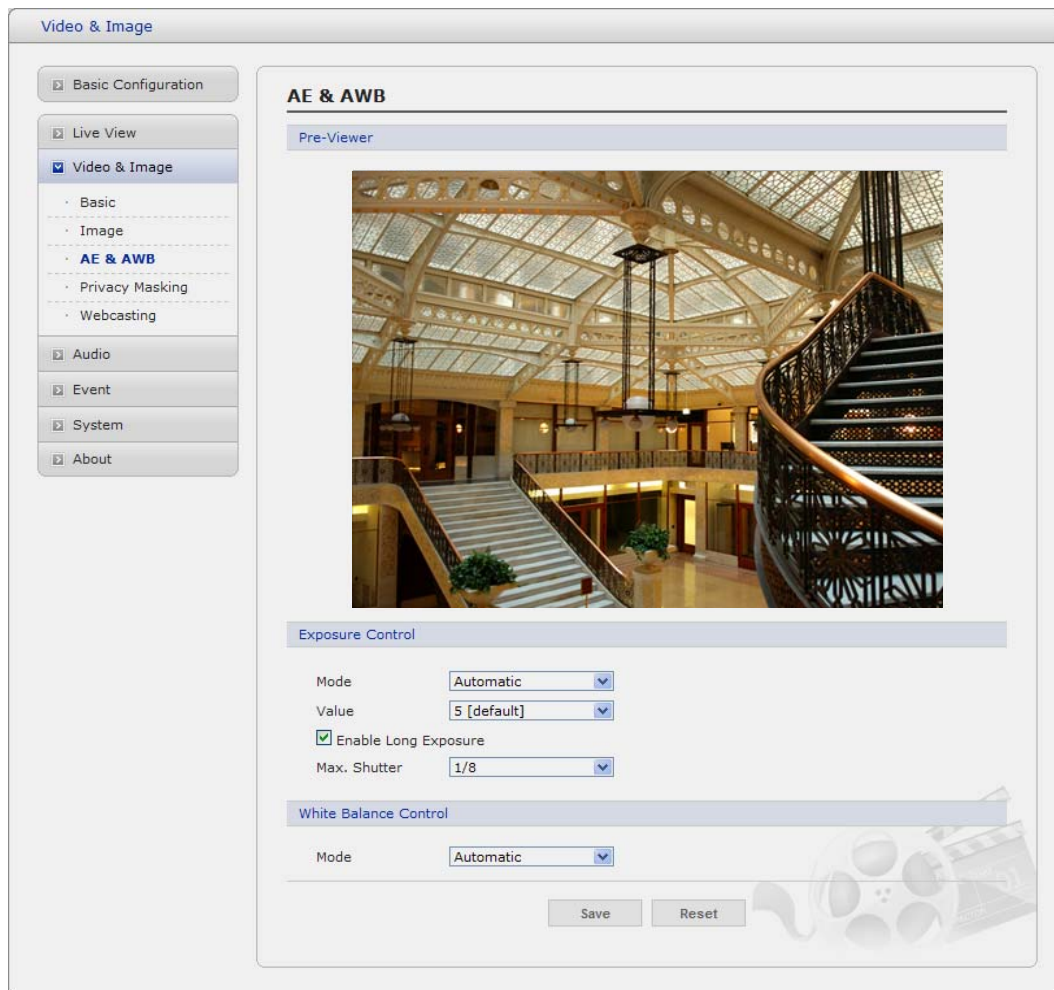 Video & Image
Basic Configuration
Live View
Video & Image
Basic
Image
AE & AWB
Privacy Masking
Webcasting
Audio
Event
System
About
AE & AWB
Pre-Viewer
Exposure Control
Mode Automatic
Value 5 [default]
Enable Long Exposure
Max. Shutter 1/8
White Balance Control
Mode Automatic
Save Reset